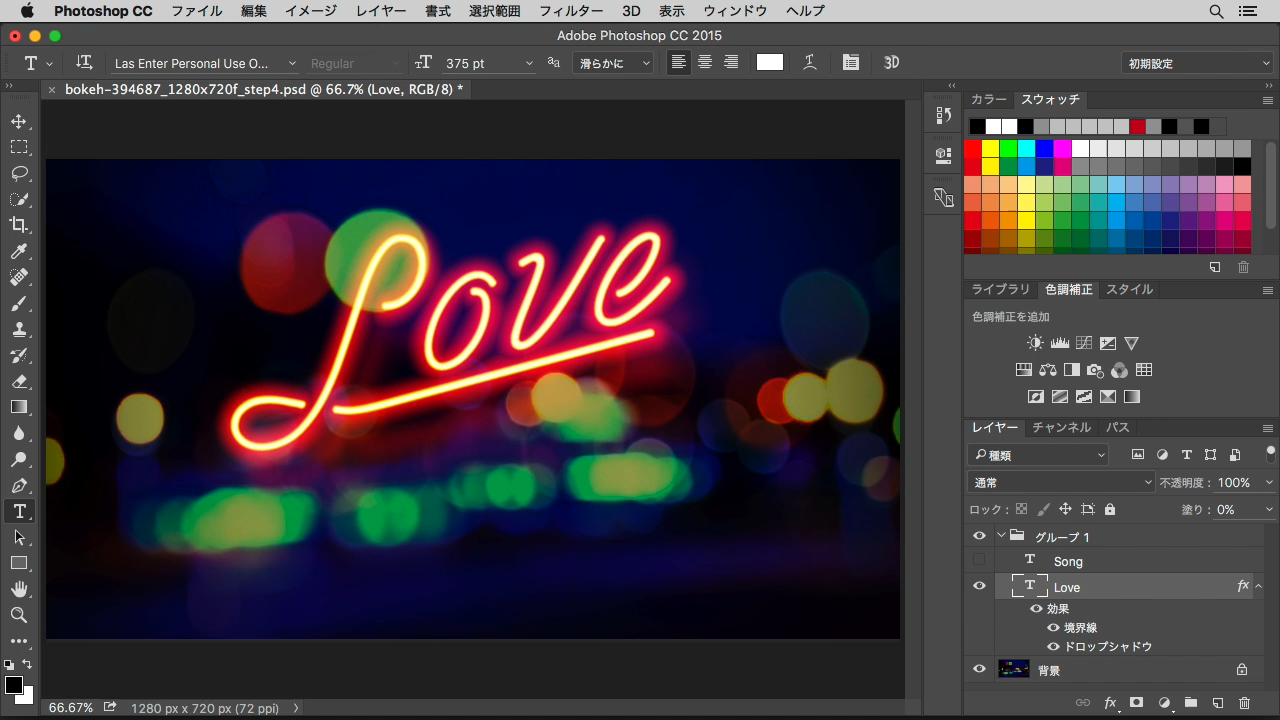 Photoshop CC ファイル 編集 イメージ レイヤー 書式 選択範囲 フィルター 3D 表示 ウィンドウ ヘルプ
Adobe Photoshop CC 2015
Las Enter Personal Use O... Regular 375 pt aa 滑らかに 3D 初期設定
bokeh-394687_1280x720f_step4.psd @ 66.7% (Love, RGB/8) *
カラー スウォッチ
Love
ライブラリ 色調補正 スタイル
色調補正を追加
レイヤー チャンネル パス
種類
通常 不透明度 : 100%
ロック : 塗り : 0%
グループ 1
Song
Love fx
効果
境界線
ドロップシャドウ
背景
66.67% 1280 px x 720 px (72 ppi)
fx